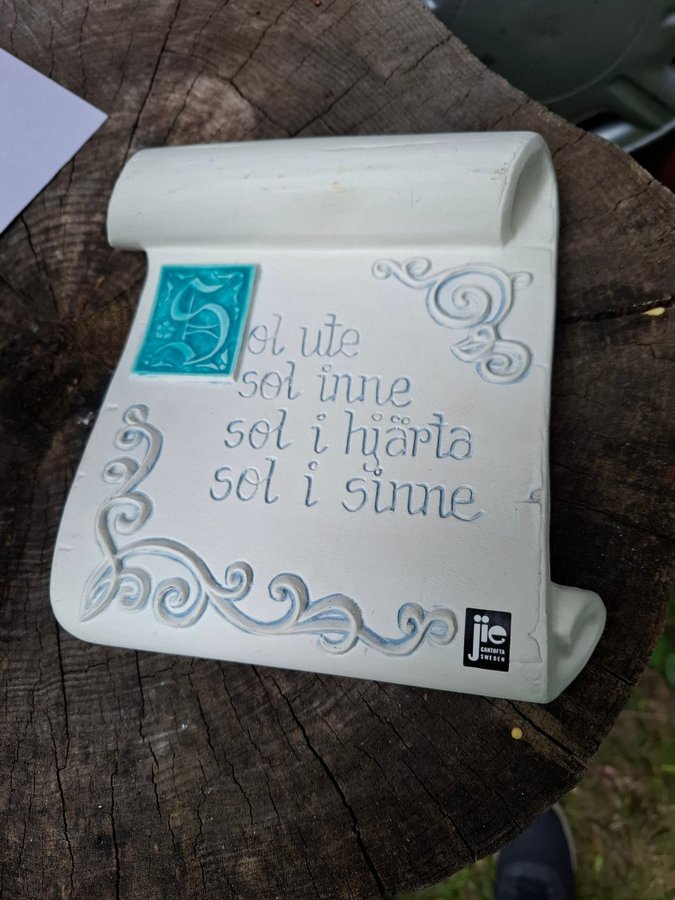 Sol ute
sol inne
sol i hjärta
sol i sinne
jie
GANTOFTA
SWEDEN